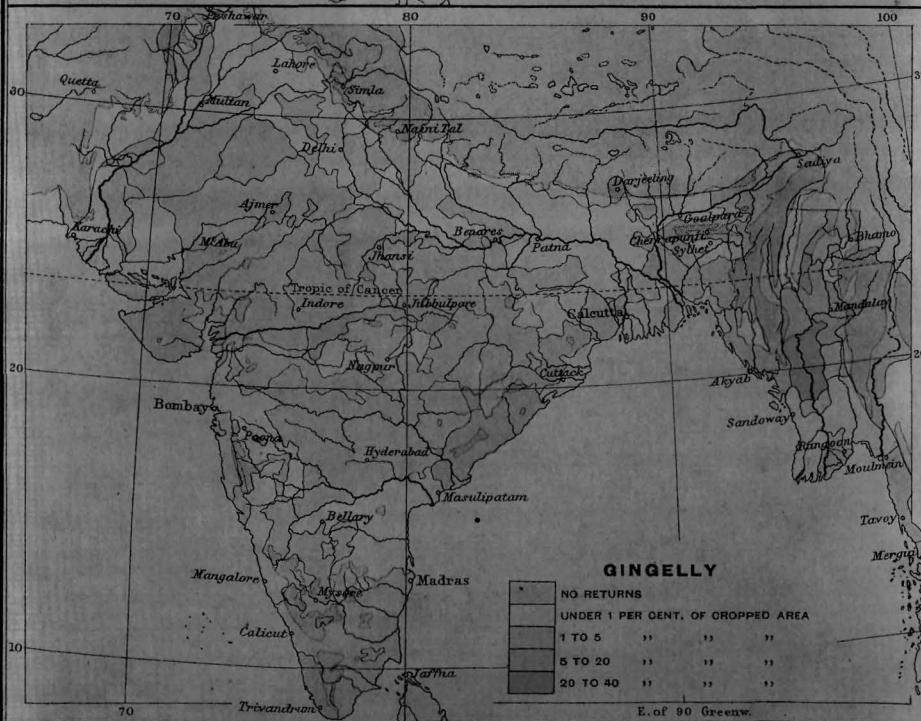 70 80 90 100
Peshawar
Lahore
Quetta
30
Simla
Multan
Naini Tal
Delhi
Sadiya
Darjeeling
Ajmer
Goalpara
Karachi
Benares
Cherrapunji
Bhamo
Mt Abu
Patna
Sylhet
Jhansi
Tropic of Cancer
Indore
Jubbulpore
Mandalay
Calcutta
20
Nagpur
Cuttack
20
Akyab
Bombay
Sandoway
Poona
Rangoon
Hyderabad
Moulmein
Masulipatam
Bellary
Tavoy
Mergui
GINGELLY
Mangalore
Madras
NO RETURNS
Mysore
UNDER 1 PER CENT. OF CROPPED AREA
Calicut
1 TO 5 ,, ,, ,,
10
5 TO 20 ,, ,, ,,
Jaffna
20 TO 40 ,, ,, ,,
Trivandrum
70
E. of 90 Greenw.